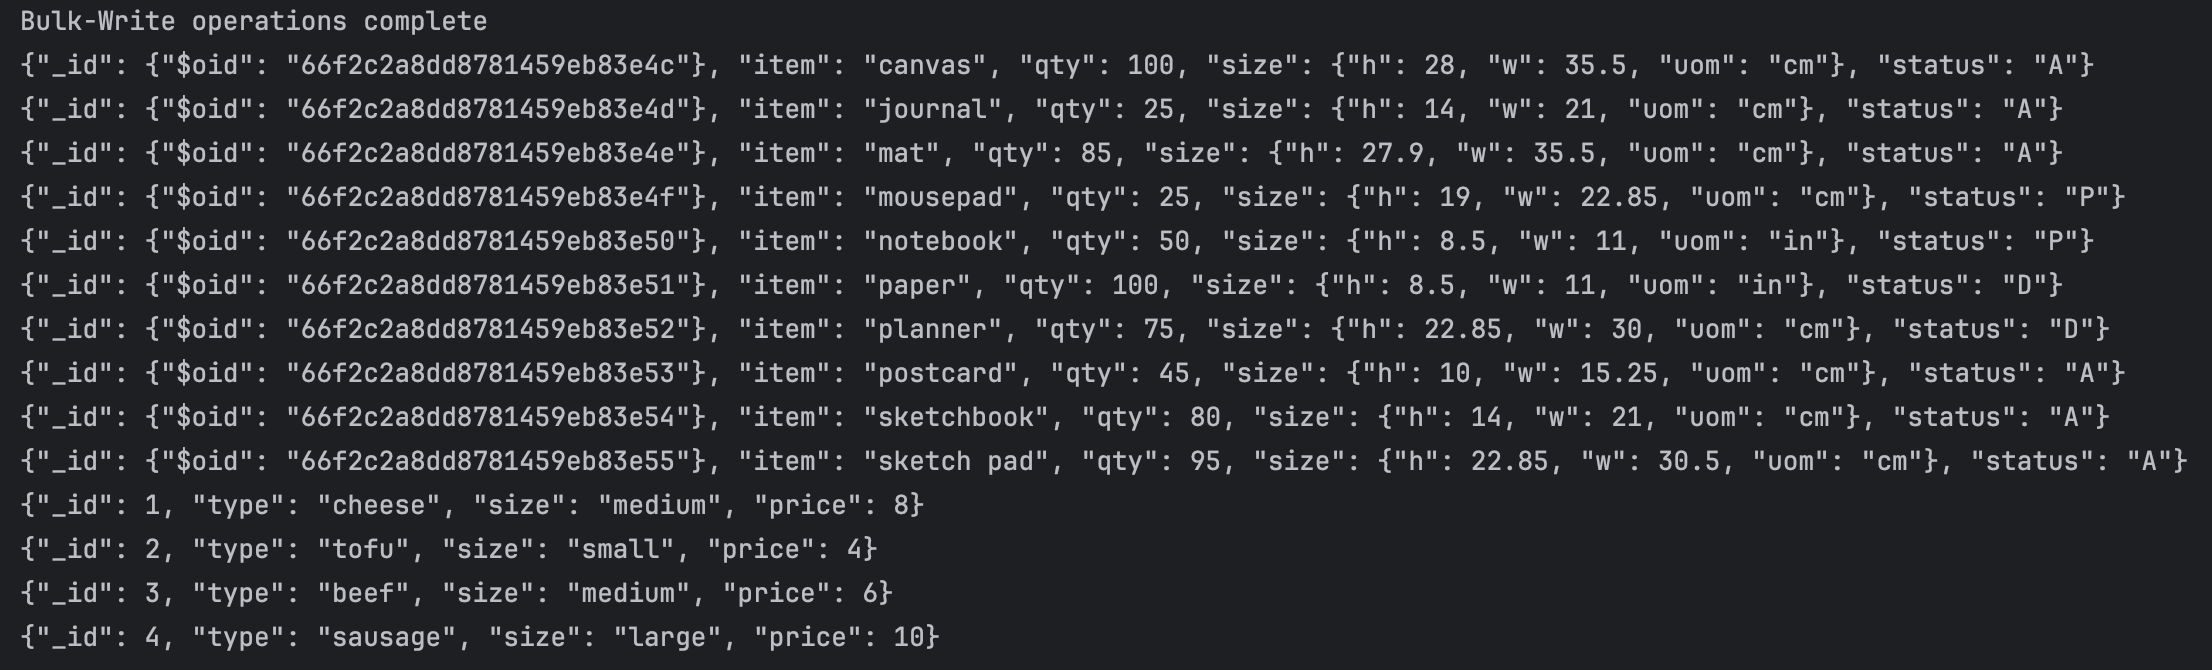 Bulk-Write operations complete
{"_id": {"$oid": "66f2c2a8dd8781459eb83e4c"}, "item": "canvas", "qty": 100, "size": {"h": 28, "w": 35.5, "uom": "cm"}, "status": "A"}
{"_id": {"$oid": "66f2c2a8dd8781459eb83e4d"}, "item": "journal", "qty": 25, "size": {"h": 14, "w": 21, "uom": "cm"}, "status": "A"}
{"_id": {"$oid": "66f2c2a8dd8781459eb83e4e"}, "item": "mat", "qty": 85, "size": {"h": 27.9, "w": 35.5, "uom": "cm"}, "status": "A"}
{"_id": {"$oid": "66f2c2a8dd8781459eb83e4f"}, "item": "mousepad", "qty": 25, "size": {"h": 19, "w": 22.85, "uom": "cm"}, "status": "P"}
{"_id": {"$oid": "66f2c2a8dd8781459eb83e50"}, "item": "notebook", "qty": 50, "size": {"h": 8.5, "w": 11, "uom": "in"}, "status": "P"}
{"_id": {"$oid": "66f2c2a8dd8781459eb83e51"}, "item": "paper", "qty": 100, "size": {"h": 8.5, "w": 11, "uom": "in"}, "status": "D"}
{"_id": {"$oid": "66f2c2a8dd8781459eb83e52"}, "item": "planner", "qty": 75, "size": {"h": 22.85, "w": 30, "uom": "cm"}, "status": "D"}
{"_id": {"$oid": "66f2c2a8dd8781459eb83e53"}, "item": "postcard", "qty": 45, "size": {"h": 10, "w": 15.25, "uom": "cm"}, "status": "A"}
{"_id": {"$oid": "66f2c2a8dd8781459eb83e54"}, "item": "sketchbook", "qty": 80, "size": {"h": 14, "w": 21, "uom": "cm"}, "status": "A"}
{"_id": {"$oid": "66f2c2a8dd8781459eb83e55"}, "item": "sketch pad", "qty": 95, "size": {"h": 22.85, "w": 30.5, "uom": "cm"}, "status": "A"}
{"_id": 1, "type": "cheese", "size": "medium", "price": 8}
{"_id": 2, "type": "tofu", "size": "small", "price": 4}
{"_id": 3, "type": "beef", "size": "medium", "price": 6}
{"_id": 4, "type": "sausage", "size": "large", "price": 10}